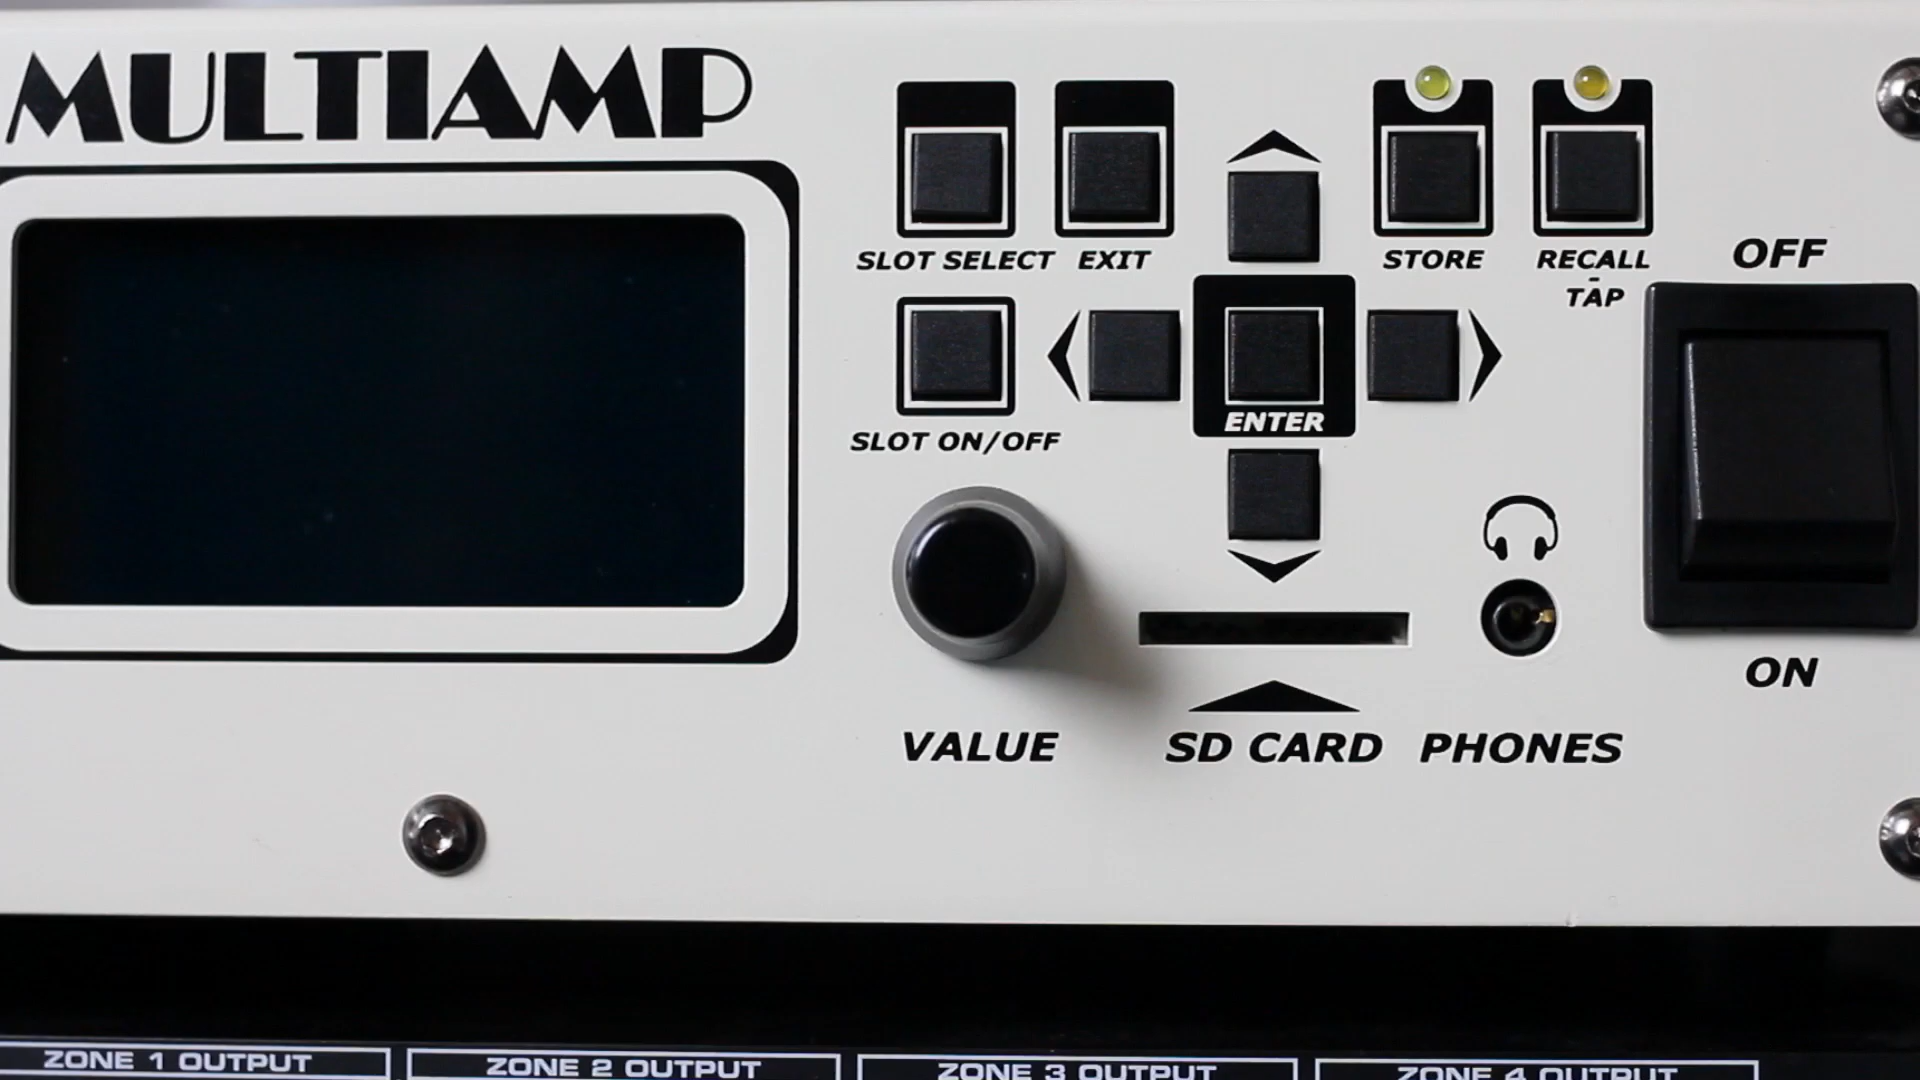 MULTIAMP
SLOT SELECT
EXIT
STORE
RECALL
-
TAP
OFF
SLOT ON/OFF
ENTER
ON
VALUE
SD CARD
PHONES
ZONE 1 OUTPUT
ZONE 2 OUTPUT
ZONE 3 OUTPUT
ZONE 4 OUTPUT